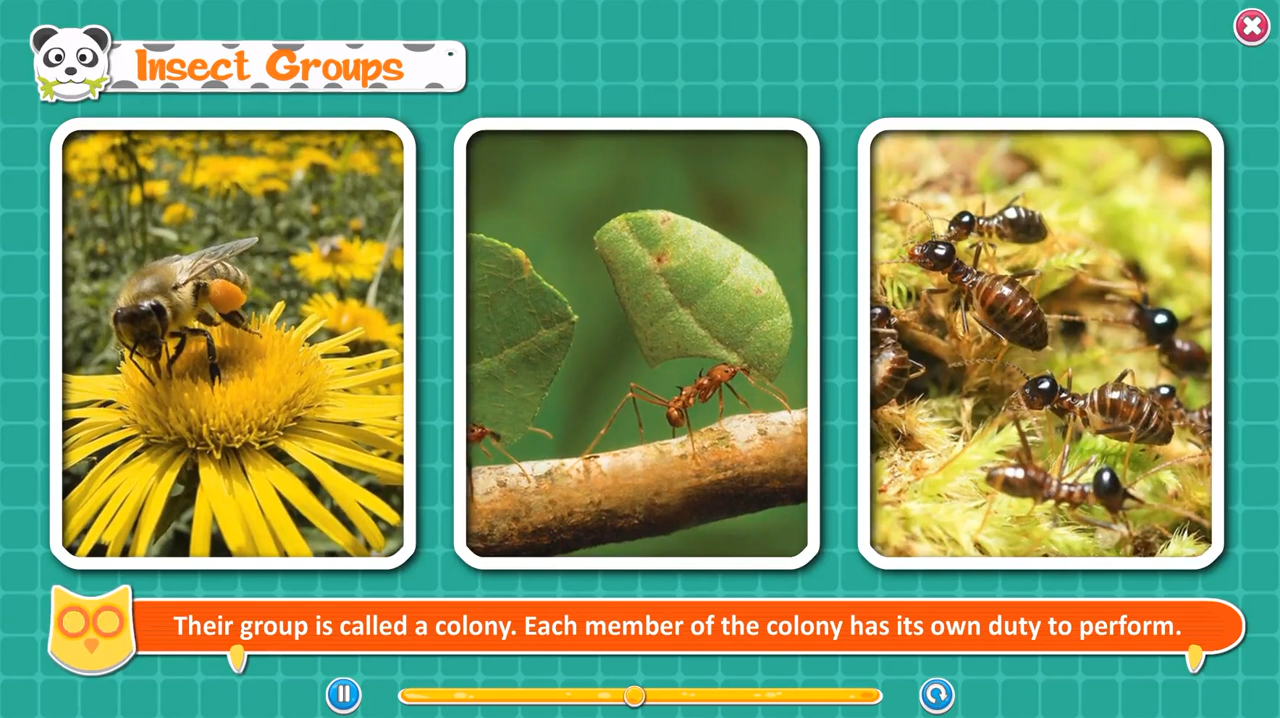 Insect Groups
Their group is called a colony. Each member of the colony has its own duty to perform.